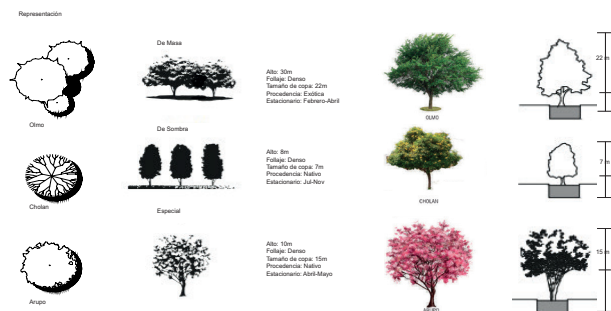 Representación
De Masa
Olmo
Alto: 30m
Follaje: Denso
Tamaño de copa: 22m
Procedencia: Exótica
Estacionario: Febrero-Abril
OLMO
22 m
De Sombra
Cholan
Alto: 8m
Follaje: Denso
Tamaño de copa: 7m
Procedencia: Nativo
Estacionario: Jul-Nov
CHOLAN
7 m
Especial
Arupo
Alto: 10m
Follaje: Denso
Tamaño de copa: 15m
Procedencia: Nativo
Estacionario: Abril-Mayo
15 m